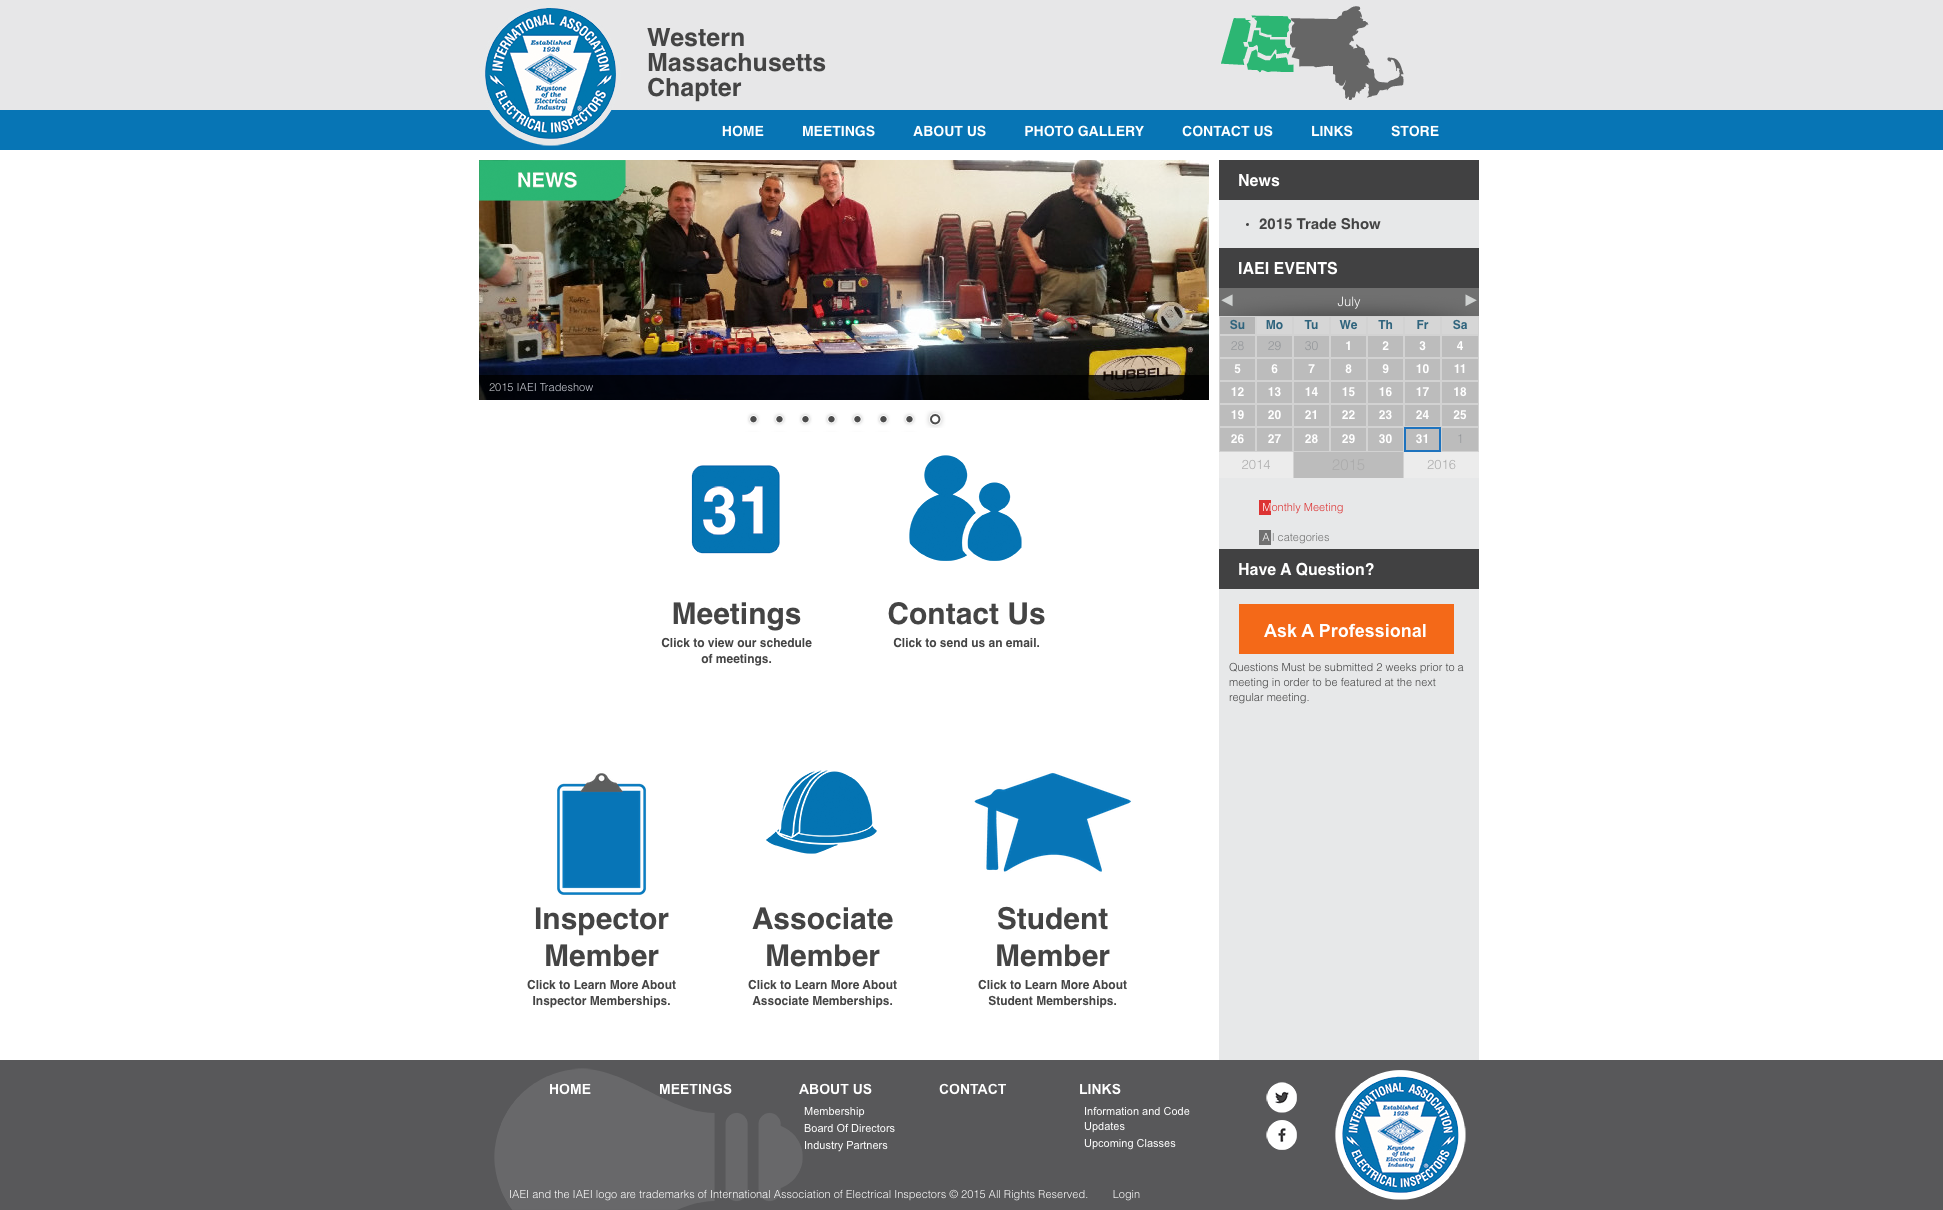 INTERNATIONAL ASSOCIATION
ELECTRICAL INSPECTORS
Established
1928
Keystone
of the
Electrical
Industry
®
Western
Massachusetts
Chapter
HOME MEETINGS ABOUT US PHOTO GALLERY CONTACT US LINKS STORE
NEWS
HUBBELL
®
2015 IAEI Tradeshow
News
• 2015 Trade Show
IAEI EVENTS
July
Su Mo Tu We Th Fr Sa
28 29 30 1 2 3 4
5 6 7 8 9 10 11
12 13 14 15 16 17 18
19 20 21 22 23 24 25
26 27 28 29 30 31 1
2014 2015 2016
Monthly Meeting
All categories
Have A Question?
Ask A Professional
Questions Must be submitted 2 weeks prior to a
meeting in order to be featured at the next
regular meeting.
31
Meetings
Click to view our schedule
of meetings.
Contact Us
Click to send us an email.
Inspector
Member
Click to Learn More About
Inspector Memberships.
Associate
Member
Click to Learn More About
Associate Memberships.
Student
Member
Click to Learn More About
Student Memberships.
HOME MEETINGS ABOUT US CONTACT LINKS
Membership
Board Of Directors
Industry Partners
Information and Code
Updates
Upcoming Classes
INTERNATIONAL ASSOCIATION
ELECTRICAL INSPECTORS
Established
1928
Keystone
of the
Electrical
Industry
®
IAEI and the IAEI logo are trademarks of International Association of Electrical Inspectors © 2015 All Rights Reserved. Login